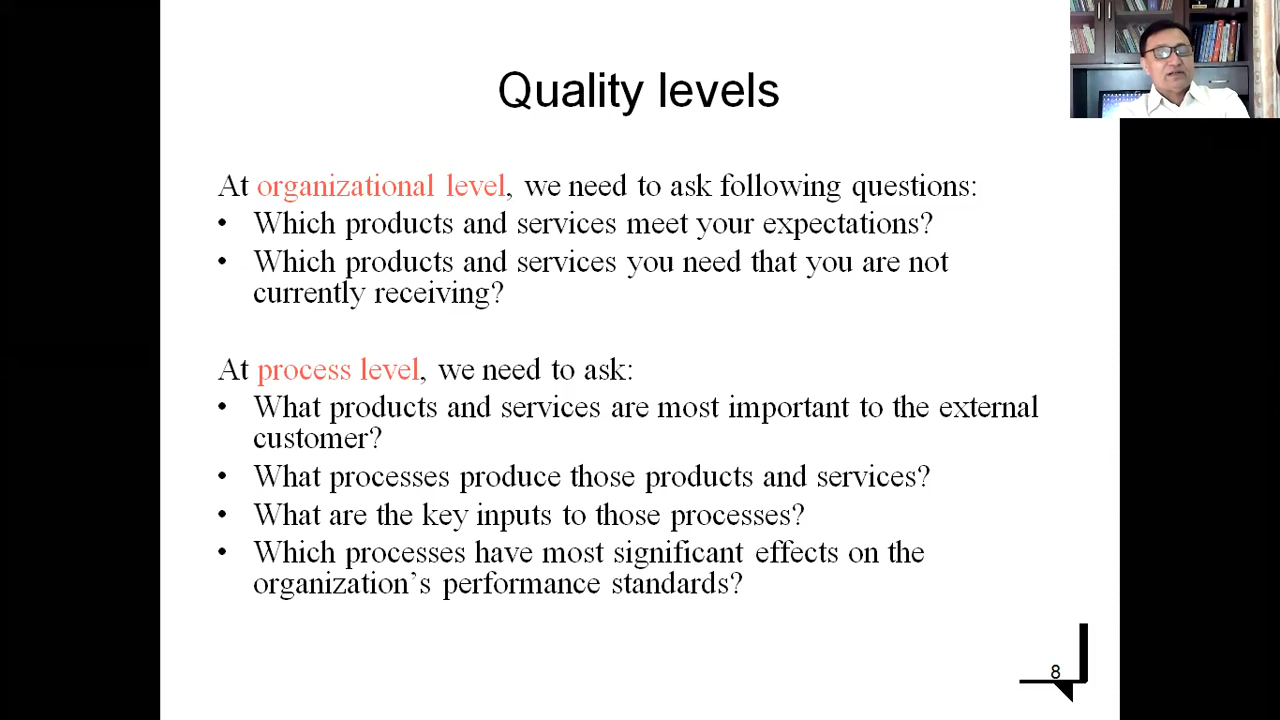 Quality levels
At organizational level, we need to ask following questions:
• Which products and services meet your expectations?
• Which products and services you need that you are not
currently receiving?
At process level, we need to ask:
• What products and services are most important to the external
customer?
• What processes produce those products and services?
• What are the key inputs to those processes?
• Which processes have most significant effects on the
organization’s performance standards?
8